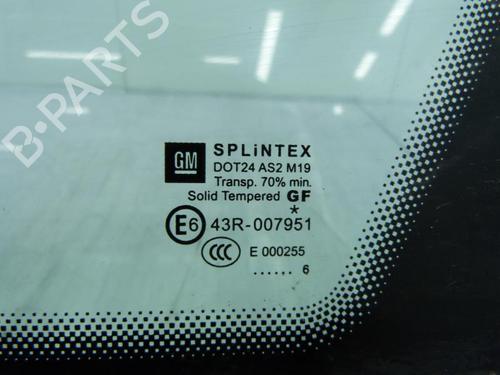 B-PARTS
GM
SPLiNTEX
DOT24 AS2 M19
Transp. 70% min.
Solid Tempered GF
*
E6 43R-007951
CCC E 000255
...... 6